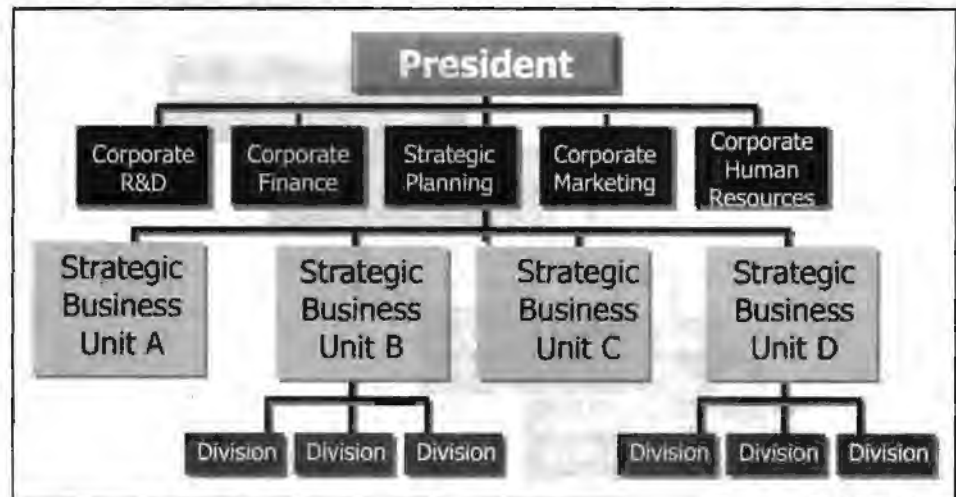 President
Corporate
R&D
Corporate
Finance
Strategic
Planning
Corporate
Marketing
Corporate
Human
Resources
Strategic
Business
Unit A
Strategic
Business
Unit B
Strategic
Business
Unit C
Strategic
Business
Unit D
Division
Division
Division
Division
Division
Division